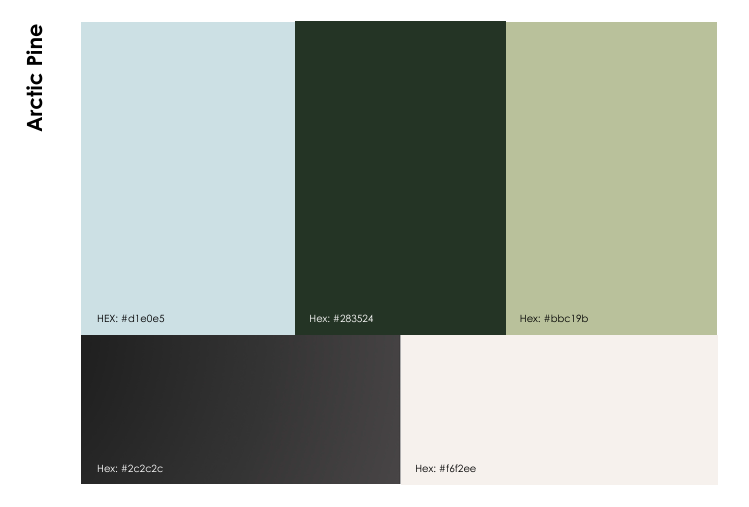 Arctic Pine
HEX: #d1e0e5
Hex: #283524
Hex: #bbc19b
Hex: #2c2c2c
Hex: #f6f2ee